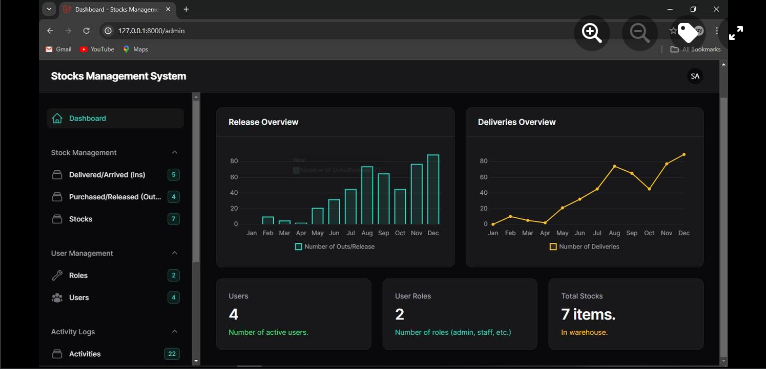 Dashboard - Stocks Managemen
127.0.0.1:8000/admin
Gmail
YouTube
Maps
All Bookmarks
Stocks Management System
SA
Dashboard
Stock Management
Delivered/Arrived (Ins)
5
Purchased/Released (Out...
4
Stocks
7
User Management
Roles
2
Users
4
Activity Logs
Activities
22
Release Overview
80
60
40
20
0
Jan Feb Mar Apr May Jun Jul Aug Sep Oct Nov Dec
Number of Outs/Release
Deliveries Overview
80
60
40
20
0
Jan Feb Mar Apr May Jun Jul Aug Sep Oct Nov Dec
Number of Deliveries
Users
4
Number of active users.
User Roles
2
Number of roles (admin, staff, etc.)
Total Stocks
7 items.
In warehouse.